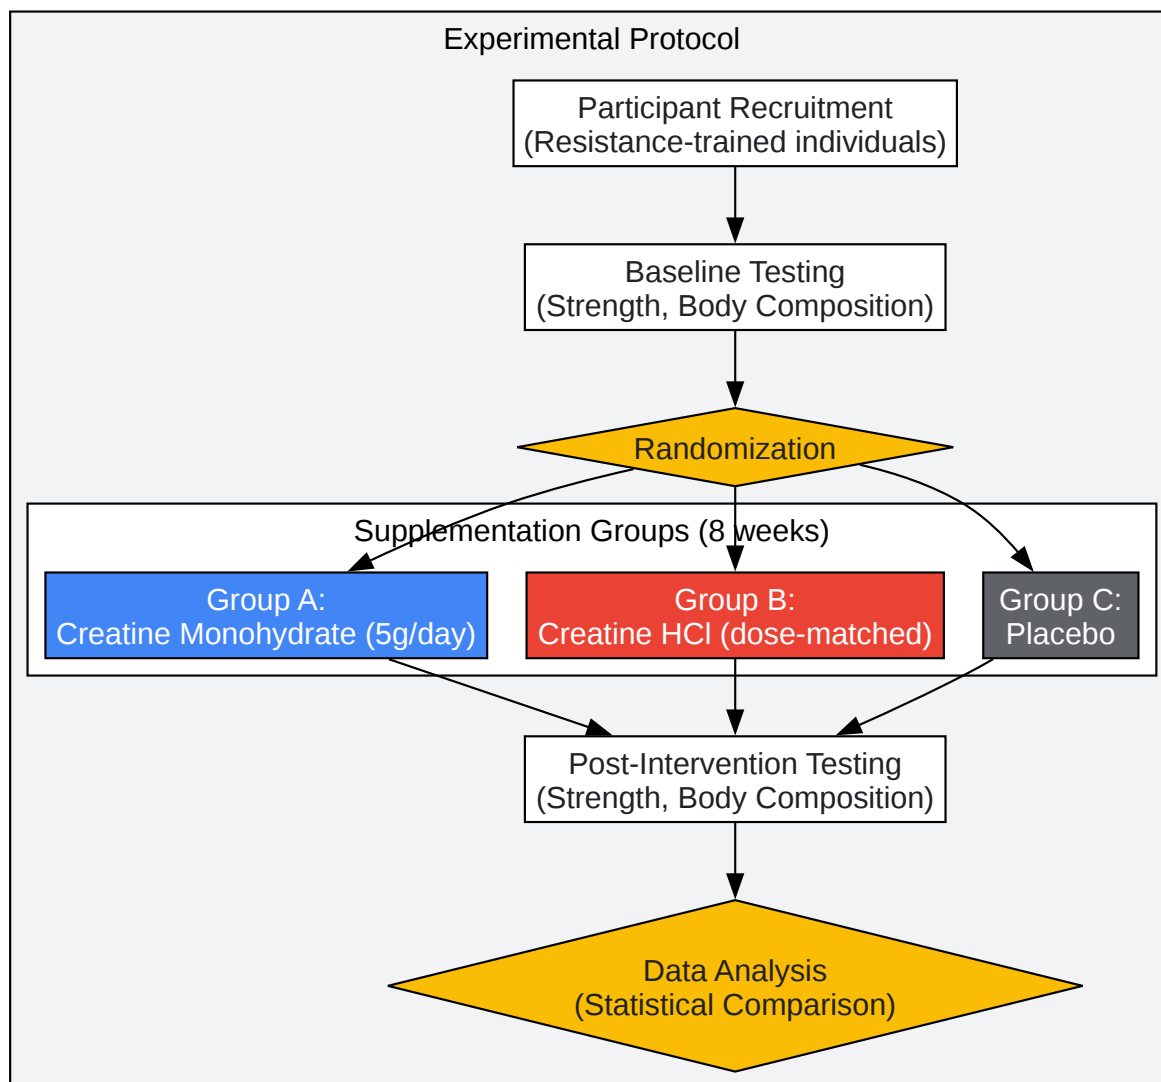 Experimental Protocol
Participant Recruitment
(Resistance-trained individuals)
Baseline Testing
(Strength, Body Composition)
Randomization
Supplementation Groups (8 weeks)
Group A:
Creatine Monohydrate (5g/day)
Group B:
Creatine HCl (dose-matched)
Group C:
Placebo
Post-Intervention Testing
(Strength, Body Composition)
Data Analysis
(Statistical Comparison)